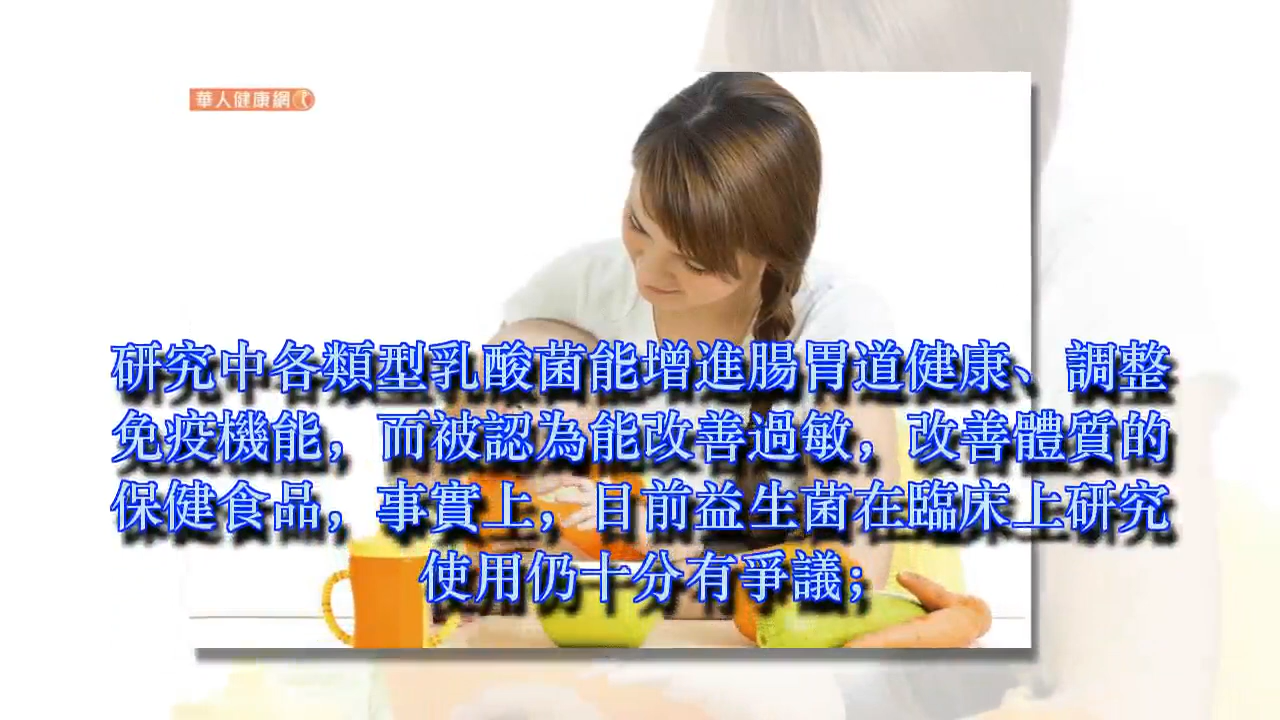 華人健康網
研究中各類型乳酸菌能增進腸胃道健康、調整
免疫機能，而被認為能改善過敏，改善體質的
保健食品，事實上，目前益生菌在臨床上研究
使用仍十分有爭議；